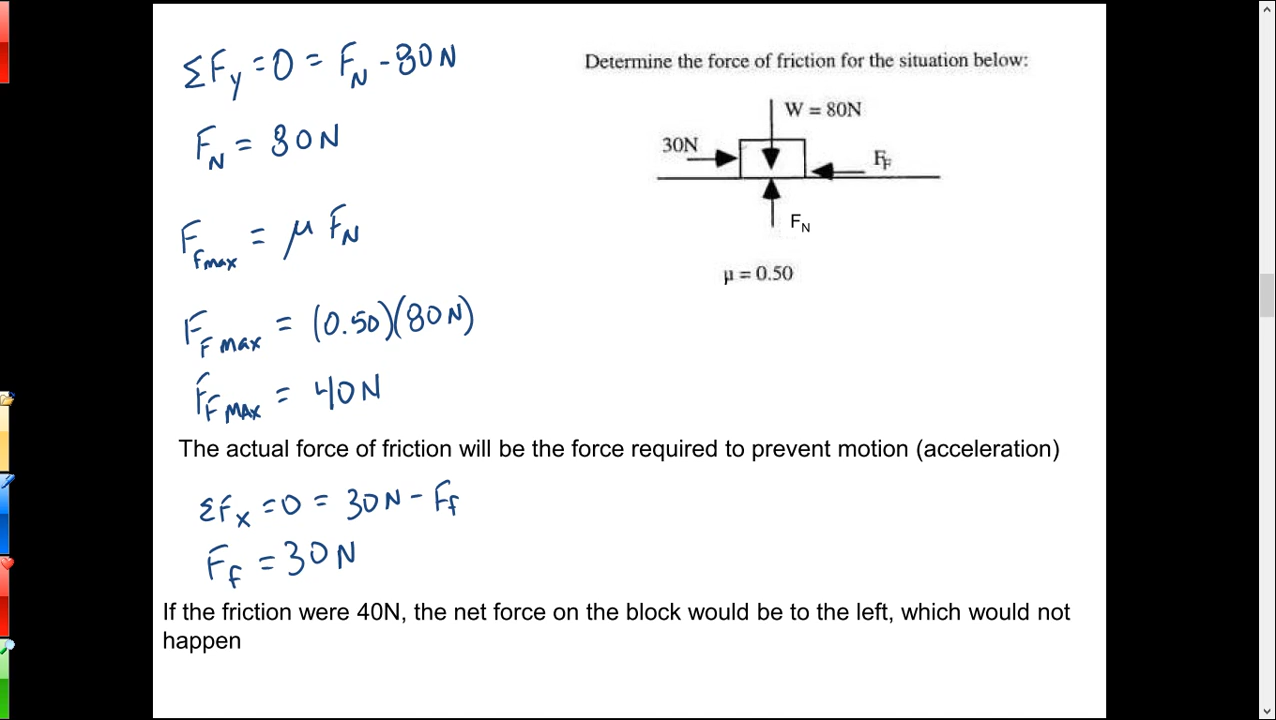 ΣFy = 0 = FN - 80N
FN = 80N
Ffmax = μ FN
FFmax = (0.50)(80N)
FFMAX = 40N
Determine the force of friction for the situation below:
W = 80N
30N
FF
FN
μ = 0.50
The actual force of friction will be the force required to prevent motion (acceleration)
ΣFx = 0 = 30N - Ff
Ff = 30N
If the friction were 40N, the net force on the block would be to the left, which would not
happen